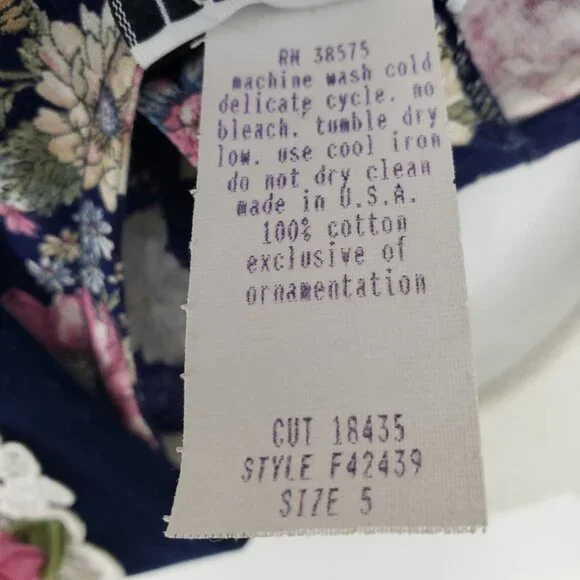 RN 38575
machine wash cold
delicate cycle. no
bleach. tumble dry
low. use cool iron
do not dry clean
made in U.S.A.
100% cotton
exclusive of
ornamentation
CUT 18435
STYLE F42439
SIZE 5